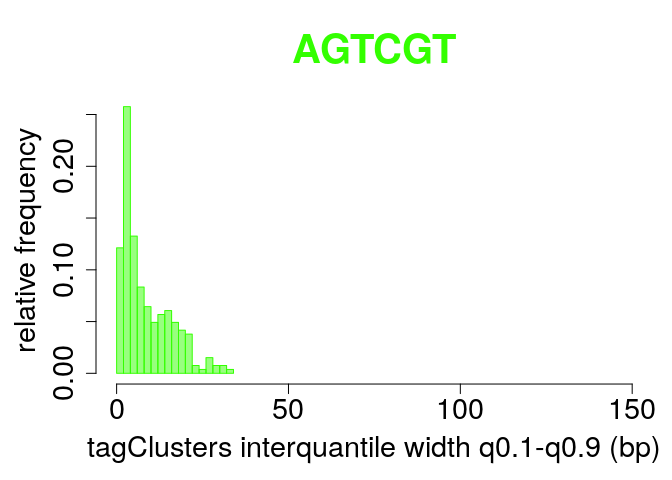 AGTCGT
relative frequency
0.20
0.10
0.00
0
50
100
150
tagClusters interquantile width q0.1-q0.9 (bp)